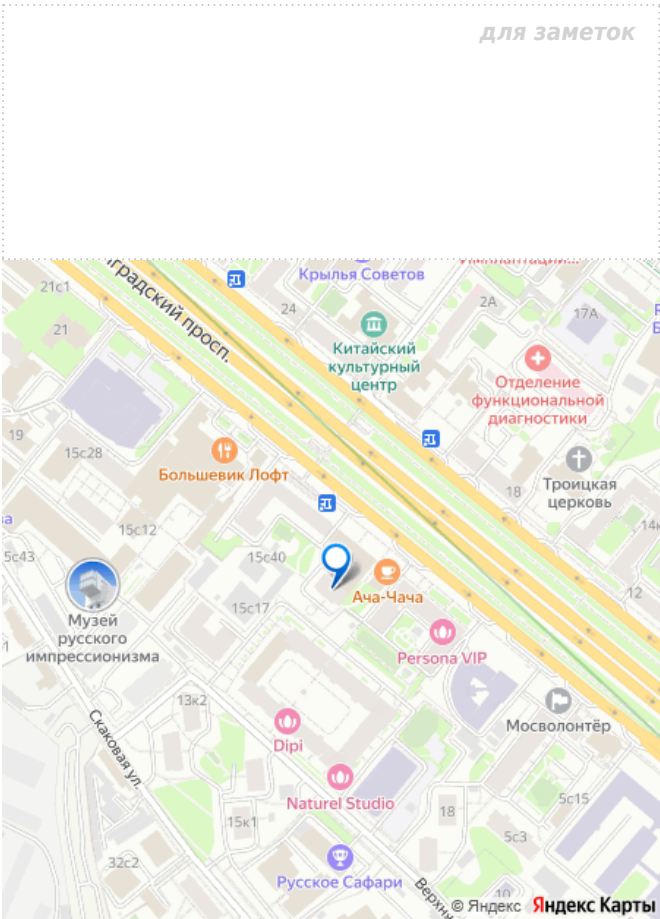 для заметок
Имплантации...
Крылья Советов
21с1
24
2А
17А
градский просп.
21
Китайский
культурный
центр
Отделение
функциональной
диагностики
19
15с28
Большевик Лофт
18
Троицкая
церковь
15с12
5с43
15с40
Ача-Чача
12
15с17
Музей
русского
импрессионизма
Persona VIP
13к2
Скаковая ул.
Dipi
Мосволонтёр
Naturel Studio
5с15
15к1
18
5с3
32с2
Русское Сафари
10
© Яндекс Яндекс Карты